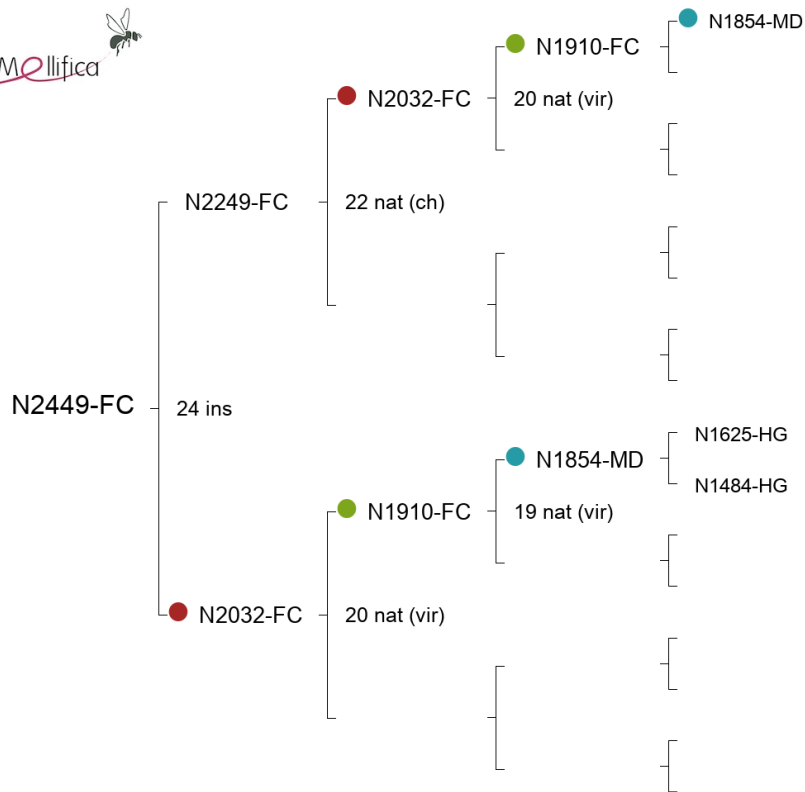 Mellifica
N1854-MD
N1910-FC
N2032-FC
20 nat (vir)
N2249-FC
22 nat (ch)
N2449-FC
24 ins
N1625-HG
N1854-MD
N1484-HG
N1910-FC
19 nat (vir)
N2032-FC
20 nat (vir)